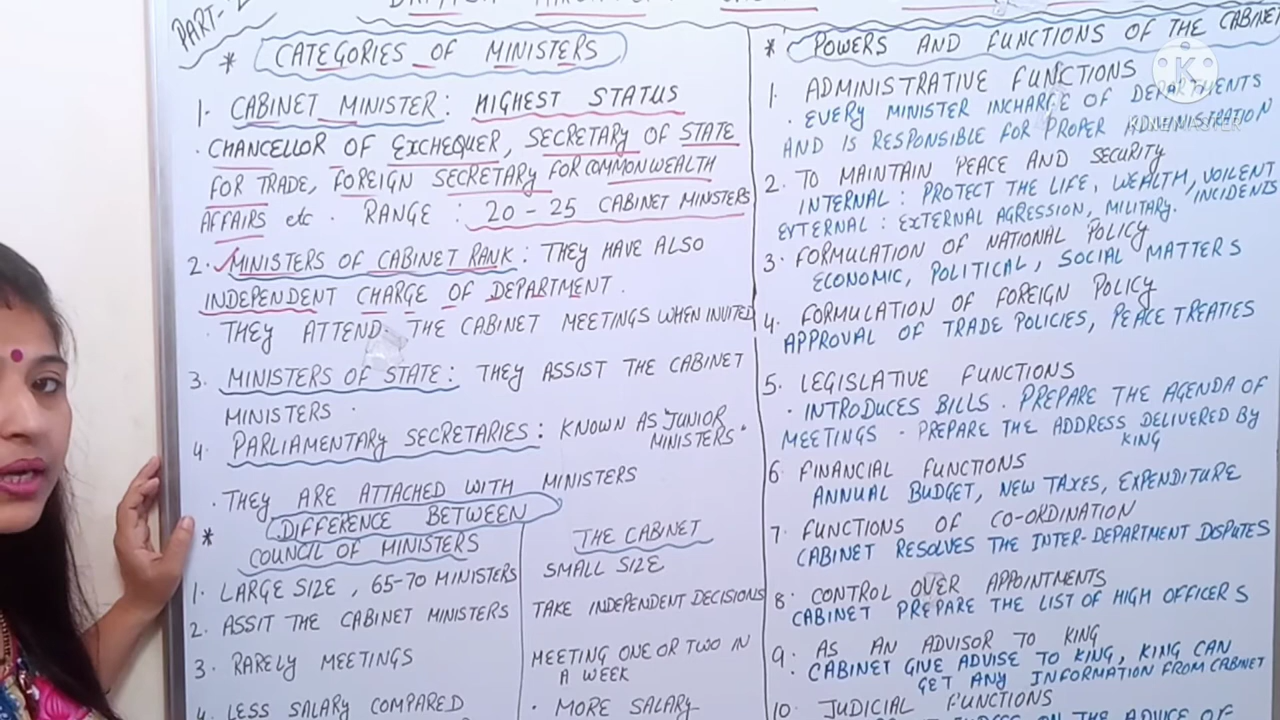 PART-2
* CATEGORIES OF MINISTERS
1. CABINET MINISTER : HIGHEST STATUS
· CHANCELLOR OF EXCHEQUER, SECRETARY OF STATE
FOR TRADE, FOREIGN SECRETARY FOR COMMONWEALTH
AFFAIRS etc. RANGE : 20 - 25 CABINET MINSTERS
2. MINISTERS OF CABINET RANK : THEY HAVE ALSO
INDEPENDENT CHARGE OF DEPARTMENT.
· THEY ATTEND THE CABINET MEETINGS WHEN INVITED
3. MINISTERS OF STATE : THEY ASSIST THE CABINET
MINISTERS .
4. PARLIAMENTARY SECRETARIES : KNOWN AS JUNIOR
MINISTERS .
· THEY ARE ATTACHED WITH MINISTERS
* DIFFERENCE BETWEEN
COUNCIL OF MINISTERS
1. LARGE SIZE , 65-70 MINISTERS
2. ASSIT THE CABINET MINISTERS
3. RARELY MEETINGS
4. LESS SALARY COMPARED
THE CABINET
SMALL SIZE
TAKE INDEPENDENT DECISIONS
MEETING ONE OR TWO IN
A WEEK
· MORE SALARY
* POWERS AND FUNCTIONS OF THE CABINET
1. ADMINISTRATIVE FUNCTIONS
· EVERY MINISTER INCHARGE OF DEPARTMENTS
AND IS RESPONSIBLE FOR PROPER ADMINISTRATION
2. TO MAINTAIN PEACE AND SECURITY
INTERNAL : PROTECT THE LIFE, WEALTH, VOILENT
INCIDENTS
EXTERNAL : EXTERNAL AGRESSION, MILITARY.
3. FORMULATION OF NATIONAL POLICY
ECONOMIC, POLITICAL, SOCIAL MATTERS
4. FORMULATION OF FOREIGN POLICY
APPROVAL OF TRADE POLICIES, PEACE TREATIES
5. LEGISLATIVE FUNCTIONS
· INTRODUCES BILLS . PREPARE THE AGENDA OF
MEETINGS . PREPARE THE ADDRESS DELIVERED BY
KING
6 FINANCIAL FUNCTIONS
ANNUAL BUDGET, NEW TAXES, EXPENDITURE
7. FUNCTIONS OF CO-ORDINATION
CABINET RESOLVES THE INTER-DEPARTMENT DISPUTES
8. CONTROL OVER APPOINTMENTS
CABINET PREPARE THE LIST OF HIGH OFFICERS
9. AS AN ADVISOR TO KING
· CABINET GIVE ADVISE TO KING, KING CAN
GET ANY INFORMATION FROM CABINET
10 JUDICIAL FUNCTIONS
ON THE ADVICE OF
K
KINEMASTER